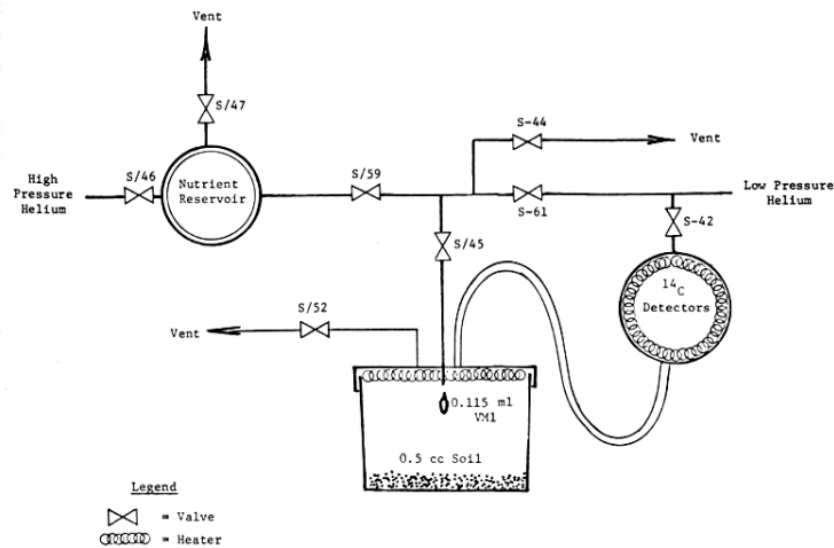 Vent
S/47
S-44
Vent
High
Pressure
Helium
S/46
Nutrient
Reservoir
S/59
S-61
Low Pressure
Helium
S/45
S-42
14C
Detectors
S/52
Vent
0.115 ml
VM1
0.5 cc Soil
Legend
= Valve
= Heater